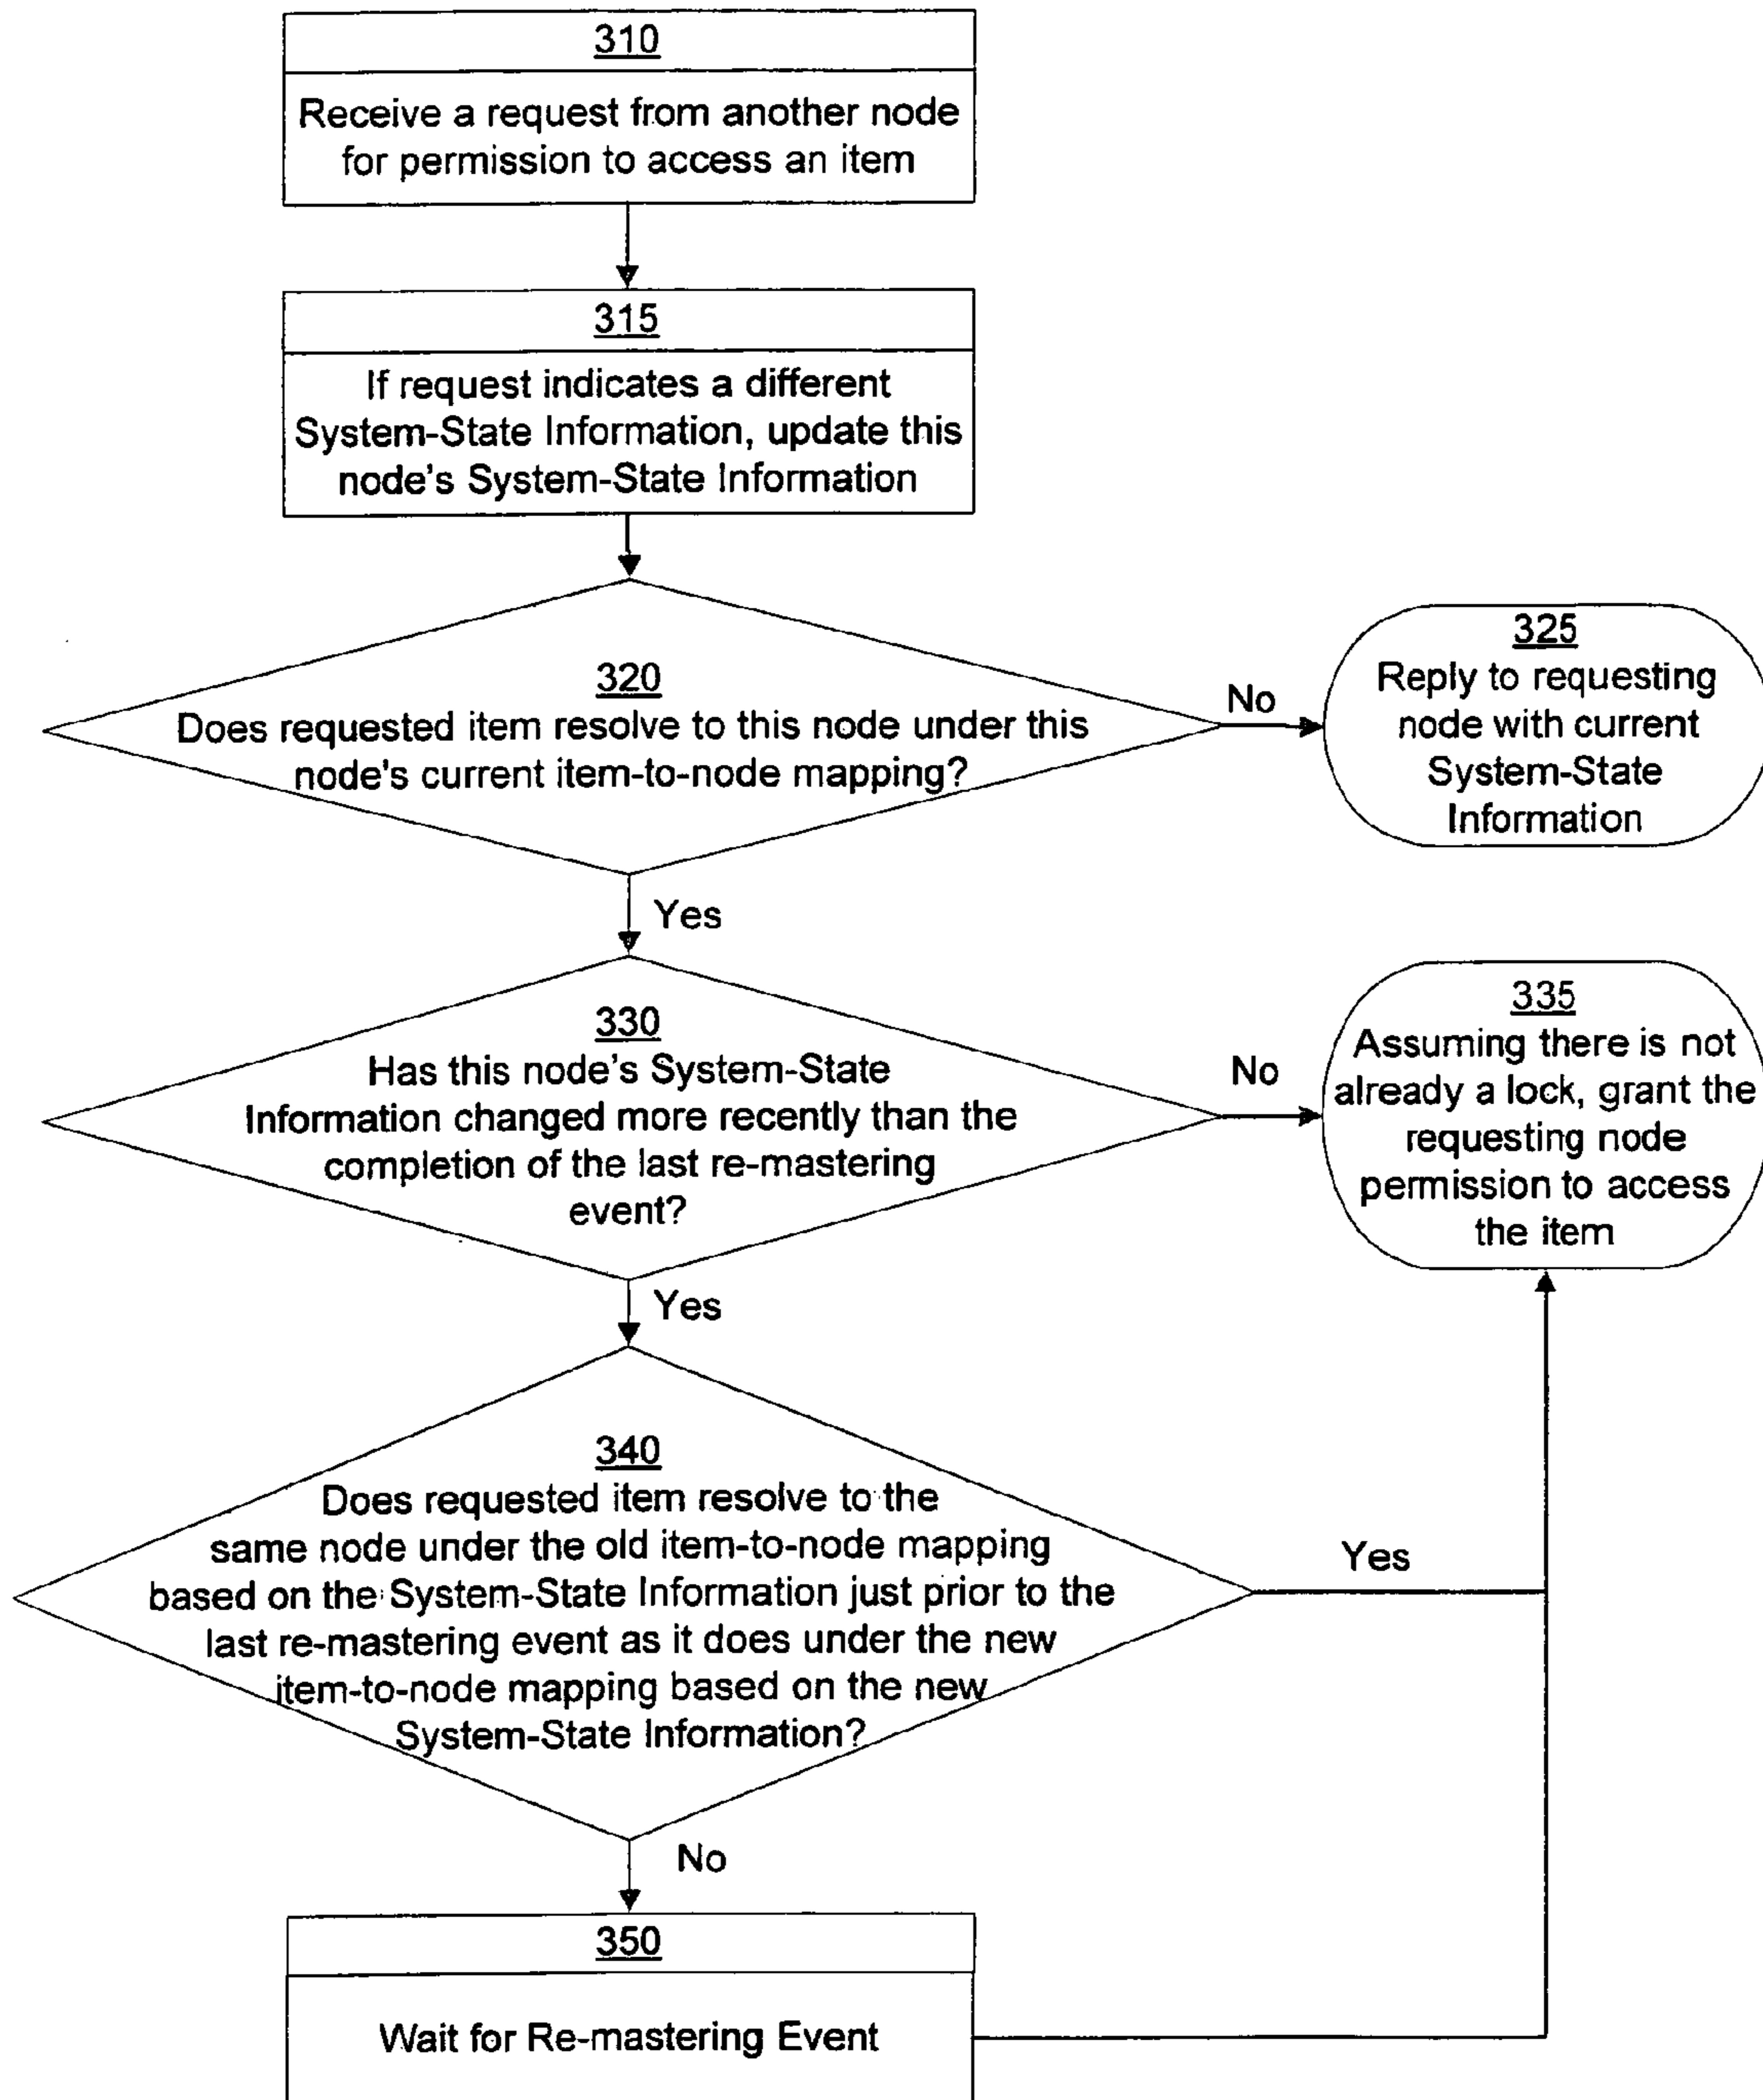 310
Receive a request from another node
for permission to access an item
315
If request indicates a different
System-State Information, update this
node's System-State Information
320
Does requested item resolve to this node under this
node's current item-to-node mapping?
No
325
Reply to requesting
node with current
System-State
Information
Yes
330
Has this node's System-State
Information changed more recently than the
completion of the last re-mastering
event?
No
335
Assuming there is not
already a lock, grant the
requesting node
permission to access
the item
Yes
340
Does requested item resolve to the
same node under the old item-to-node mapping
based on the System-State Information just prior to the
last re-mastering event as it does under the new
item-to-node mapping based on the new
System-State Information?
Yes
No
350
Wait for Re-mastering Event